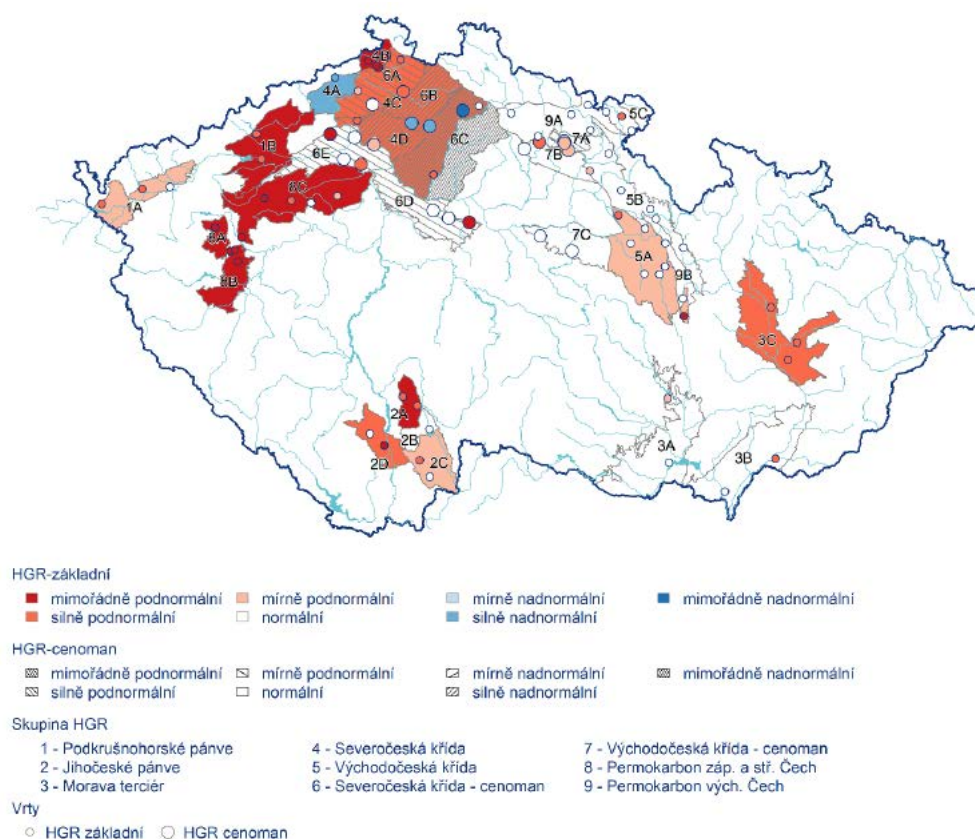 4B
6A
4A
4C
6B
5C
9A
1B
4D
6C
7A
7B
6E
8C
1A
6D
5B
8A
7C
5A
8B
9B
3C
2A
2B
3A
2D
2C
3B
HGR-základní
mimořádně podnormální mírně podnormální mírně nadnormální mimořádně nadnormální
silně podnormální normální silně nadnormální
HGR-cenoman
mimořádně podnormální mírně podnormální mírně nadnormální mimořádně nadnormální
silně podnormální normální silně nadnormální
Skupina HGR
1 - Podkrušnohorské pánve 4 - Severočeská křída 7 - Východočeská křída - cenoman
2 - Jihočeské pánve 5 - Východočeská křída 8 - Permokarbon záp. a stř. Čech
3 - Morava terciér 6 - Severočeská křída - cenoman 9 - Permokarbon vých. Čech
Vrty
HGR základní HGR cenoman